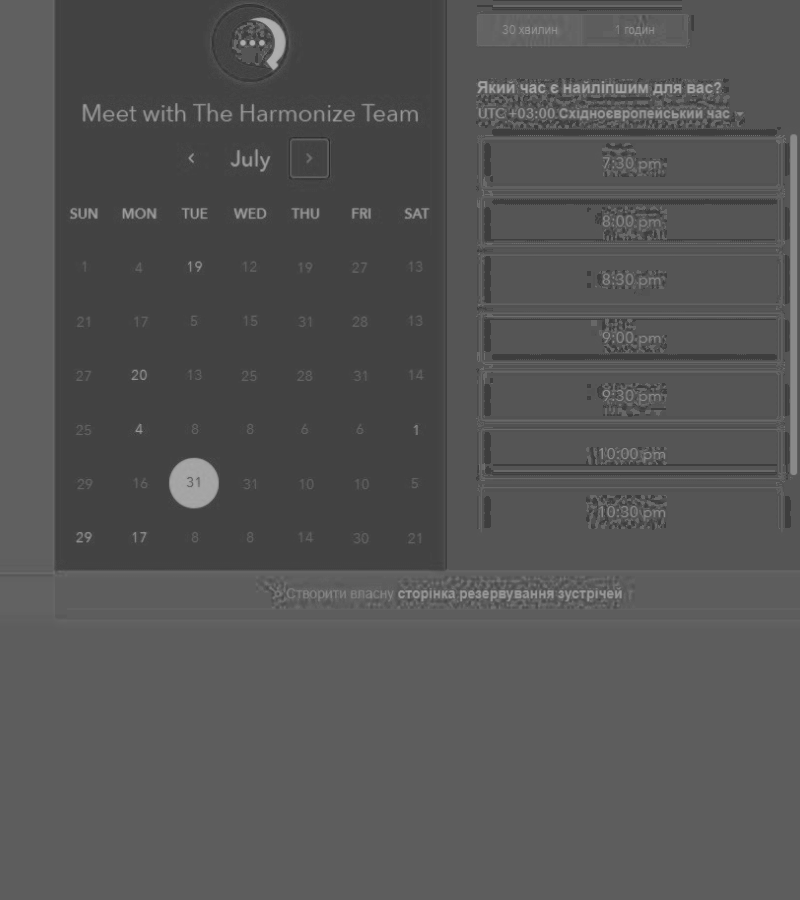 Meet with The Harmonize Team
‹ July ›
SUN MON TUE WED THU FRI SAT
1 4 19 12 19 27 13
21 17 5 15 31 28 13
27 20 13 25 28 31 14
25 4 8 8 6 6 1
29 16 31 31 10 10 5
29 17 8 8 14 30 21
30 хвилин 1 годин
Який час є найліпшим для вас?
UTC +03:00 Східноєвропейський час
7:30 pm
8:00 pm
8:30 pm
9:00 pm
9:30 pm
10:00 pm
10:30 pm
Створити власну сторінка резервування зустрічей